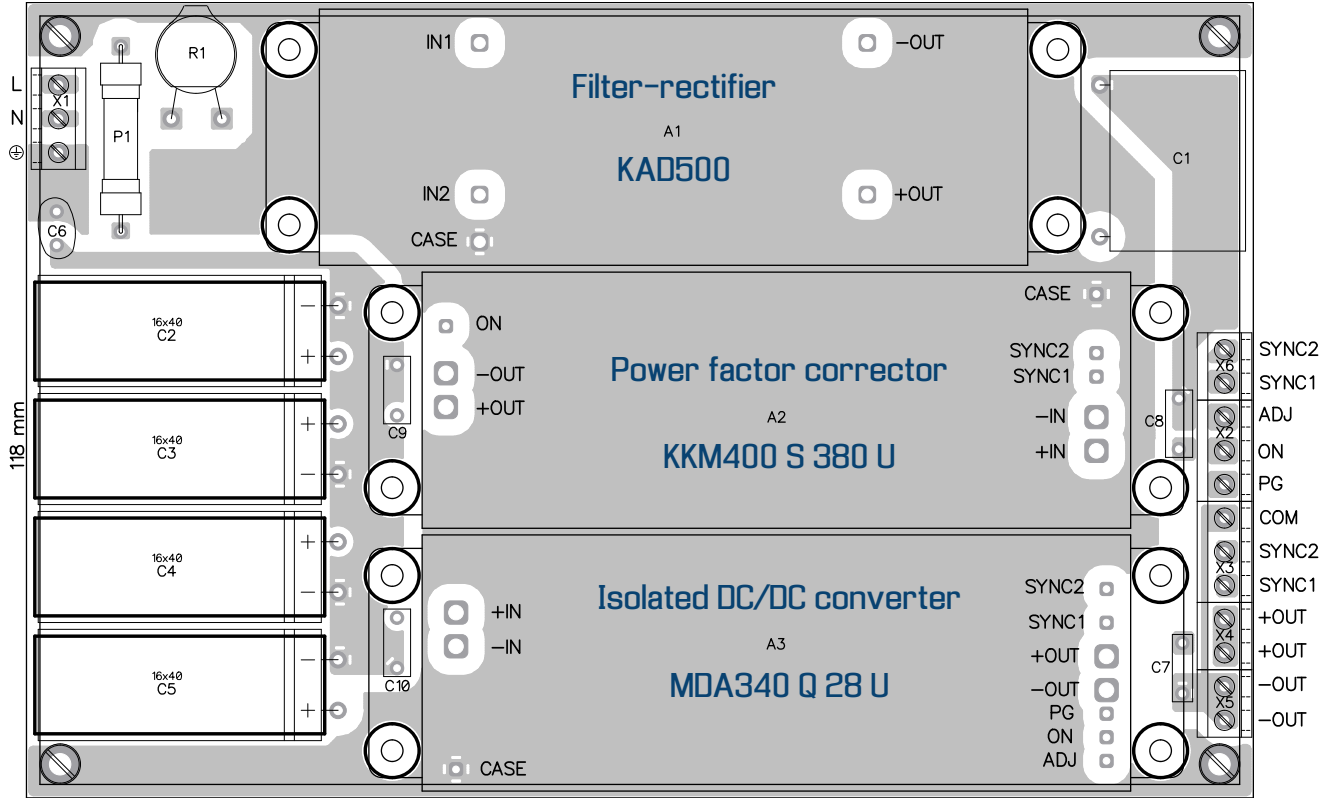 R1
IN1
-OUT
Filter-rectifier
L
X1
N
P1
A1
KAD500
C1
IN2
+OUT
C6
CASE
CASE
16x40
C2
ON
-OUT
+OUT
C9
Power factor corrector
A2
KKM400 S 380 U
SYNC2
SYNC1
-IN
+IN
C8
X6
SYNC2
SYNC1
X2
ADJ
ON
PG
16x40
C3
118 mm
COM
X3
SYNC2
SYNC1
16x40
C4
+IN
-IN
C10
Isolated DC/DC converter
A3
MDA340 Q 28 U
SYNC2
SYNC1
+OUT
-OUT
PG
ON
ADJ
C7
X4
+OUT
+OUT
X5
-OUT
-OUT
16x40
C5
CASE